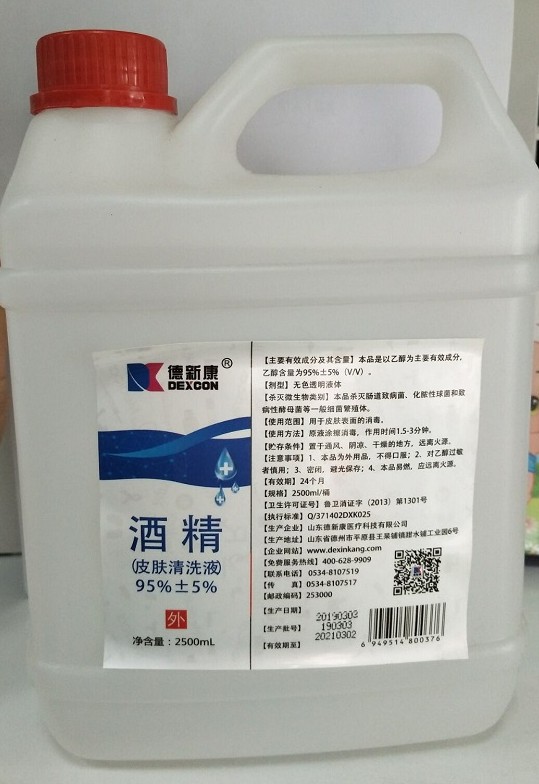 德新康®
DEXCON
酒精
(皮肤清洗液)
95%±5%
外
净含量：2500mL
【主要有效成分及其含量】本品是以乙醇为主要有效成分,
乙醇含量为95%±5%（V/V）。
【剂型】无色透明液体
【杀灭微生物类别】本品杀灭肠道致病菌、化脓性球菌和致
病性酵母菌等一般细菌繁殖体。
【使用范围】用于皮肤表面的消毒。
【使用方法】原液涂擦消毒，作用时间1.5-3分钟。
【贮存条件】置于通风、阴凉、干燥的地方，远离火源。
【注意事项】1、本品为外用品，不得口服；2、对乙醇过敏
者慎用；3、密闭，避光保存；4、本品易燃，应远离火源。
【有效期】24个月
【规格】2500ml/桶
【卫生许可证号】鲁卫消证字（2013）第1301号
【执行标准】Q/371402DXK025
【生产企业】山东德新康医疗科技有限公司
【生产地址】山东省德州市平原县王杲铺镇甜水铺工业园6号
【企业网站】www.dexinkang.com
【免费服务热线】400-628-9909
【联系电话】0534-8107519
【传 真】0534-8107517
【邮政编码】253000
【生产日期】 20190303
【生产批号】 190303
【有效期至】 20210302
6 949514 800376